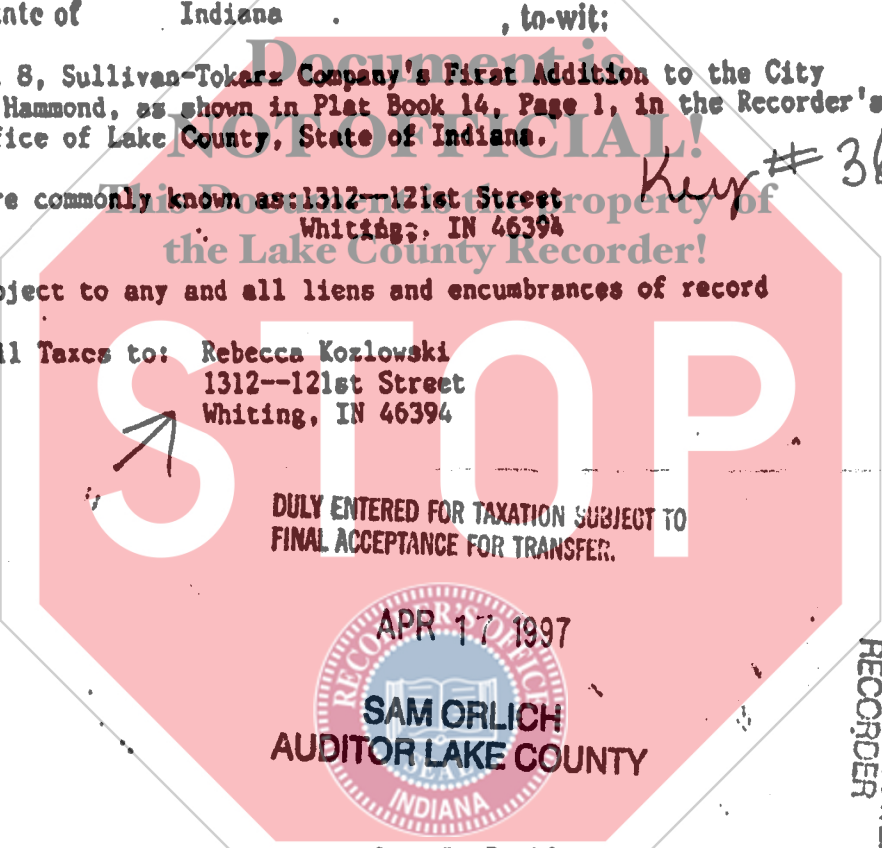 ate of Indiana . , to-wit:
Document is
8, Sullivan-Tokarz Company's First Addition to the City
Hammond, as shown in Plat Book 14, Page 1, in the Recorder's
NOT OFFICIAL!
fice of Lake County, State of Indiana.
Key # 36
re commonly known as:1312--121st Street
This Document is the property of
Whiting, IN 46394
the Lake County Recorder!
ject to any and all liens and encumbrances of record
STOP
il Taxes to: Rebecca Kozlowski
1312--121st Street
Whiting, IN 46394
DULY ENTERED FOR TAXATION SUBJECT TO
FINAL ACCEPTANCE FOR TRANSFER.
APR 17 1997
RECORDER'S OFFICE
SAM ORLICH
AUDITOR LAKE COUNTY
SEAL
INDIANA
RECORDER